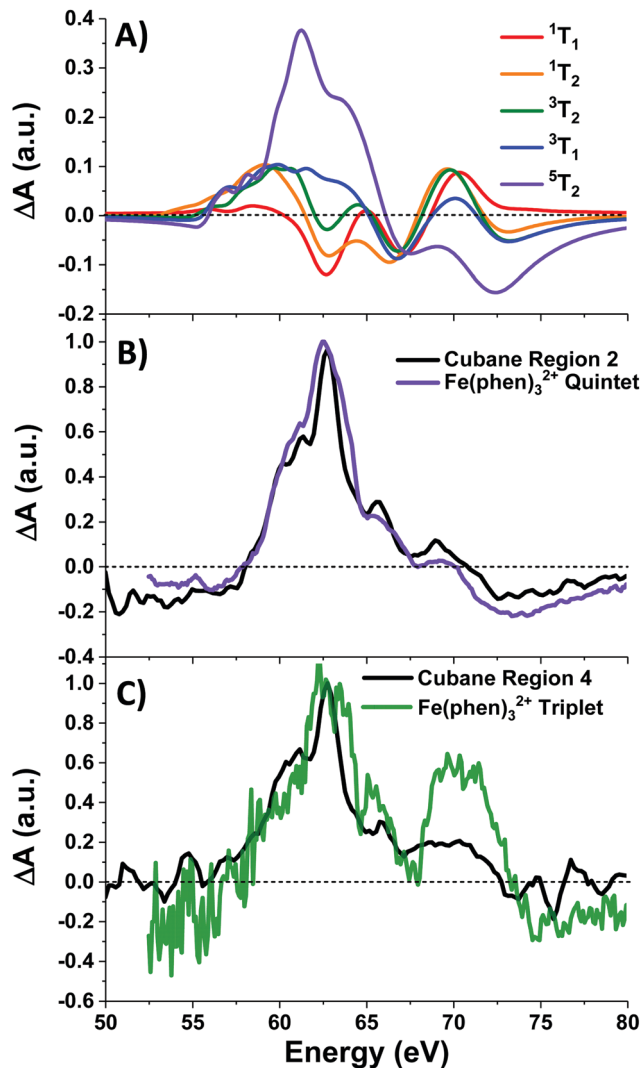 A)
0.4
0.3
0.2
0.1
0.0
-0.1
0.2
ΔA (a.u.)
¹T₁
¹T₂
³T₂
³T₁
⁵T₂
B)
1.0
0.8
0.6
0.4
0.2
0.0
-0.2
-0.4
ΔA (a.u.)
Cubane Region 2
Fe(phen)₃²⁺ Quintet
C)
1.0
0.8
0.6
0.4
0.2
0.0
-0.2
-0.4
-0.6
ΔA (a.u.)
Cubane Region 4
Fe(phen)₃²⁺ Triplet
50 55 60 65 70 75 80
Energy (eV)